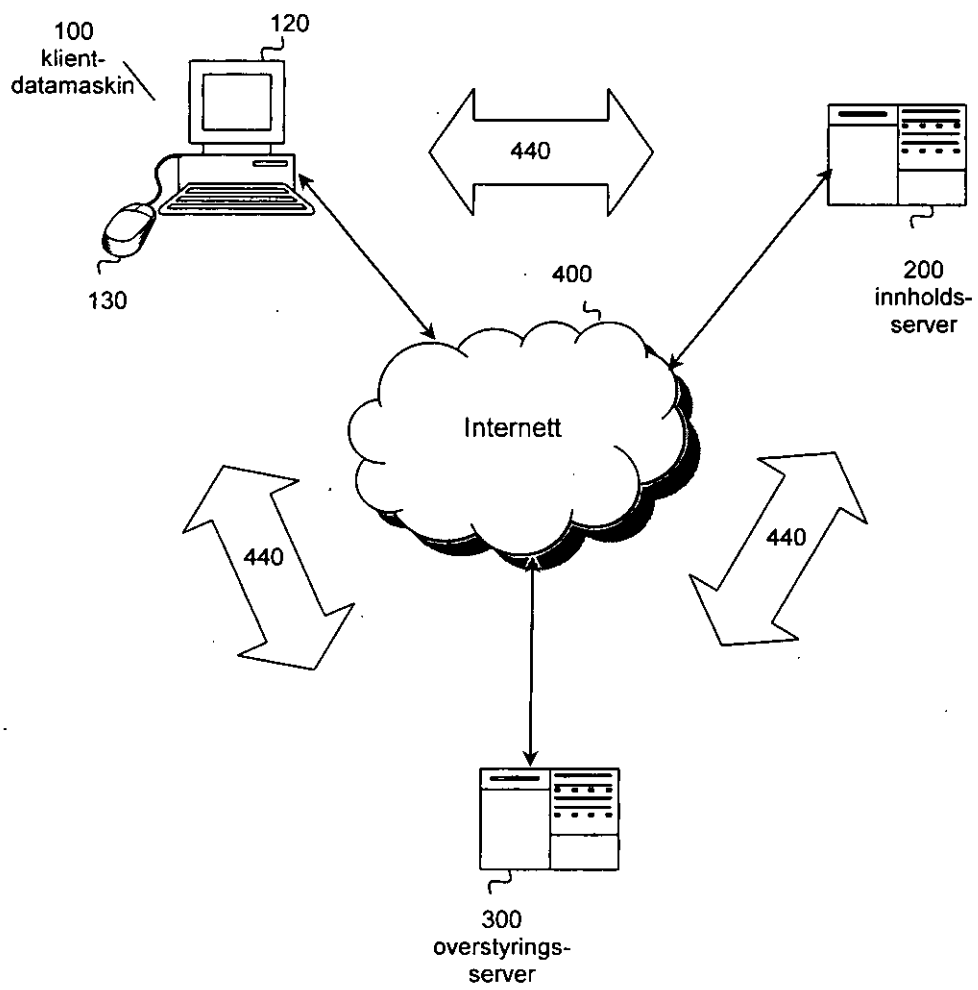 100
klient-
datamaskin
120
440
130
400
200
innholds-
server
Internett
440
440
300
overstyrings-
server